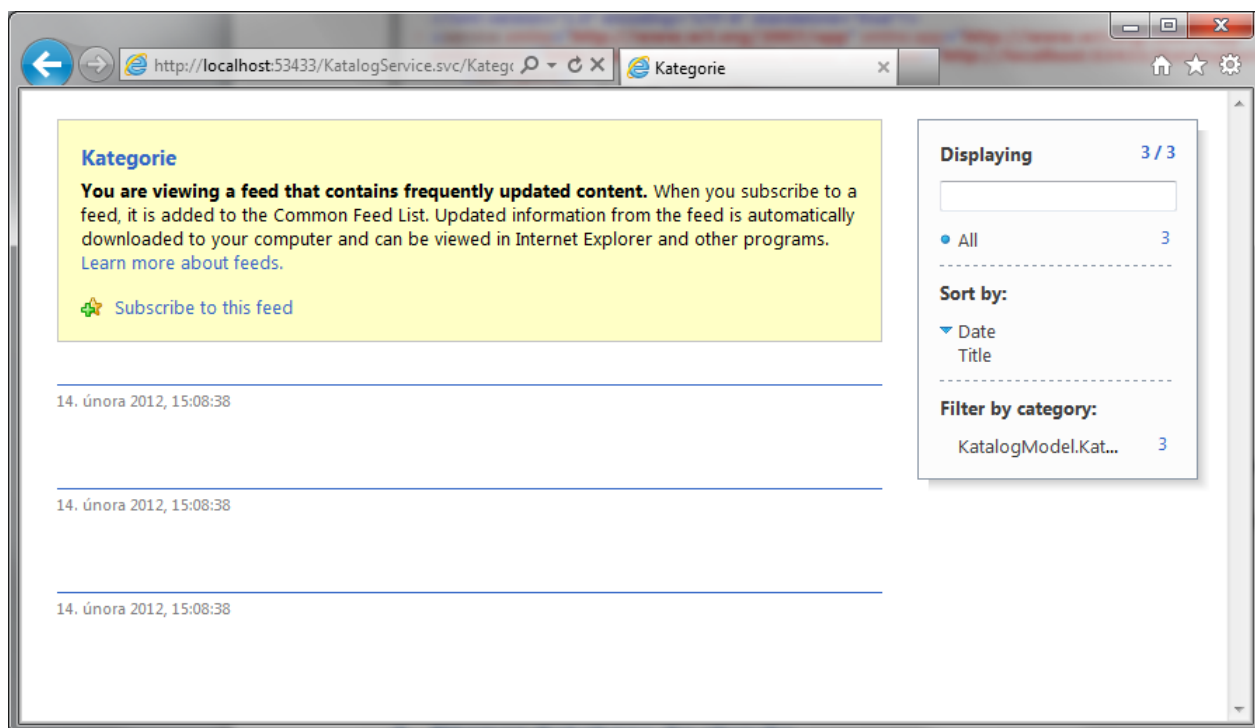 http://localhost:53433/KatalogService.svc/Katego
Kategorie
Kategorie
You are viewing a feed that contains frequently updated content. When you subscribe to a
feed, it is added to the Common Feed List. Updated information from the feed is automatically
downloaded to your computer and can be viewed in Internet Explorer and other programs.
Learn more about feeds.
Subscribe to this feed
14. února 2012, 15:08:38
14. února 2012, 15:08:38
14. února 2012, 15:08:38
Displaying 3 / 3
All 3
Sort by:
Date
Title
Filter by category:
KatalogModel.Kat... 3